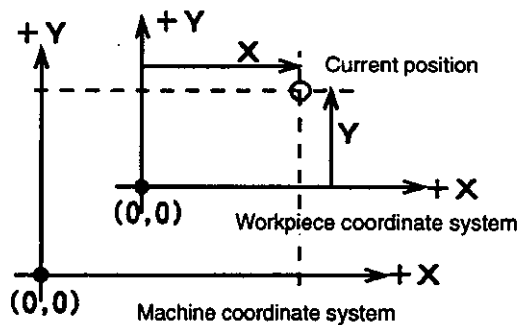 +Y
+Y
X
Current position
Y
+X
(0,0)
Workpiece coordinate system
+X
(0,0)
Machine coordinate system